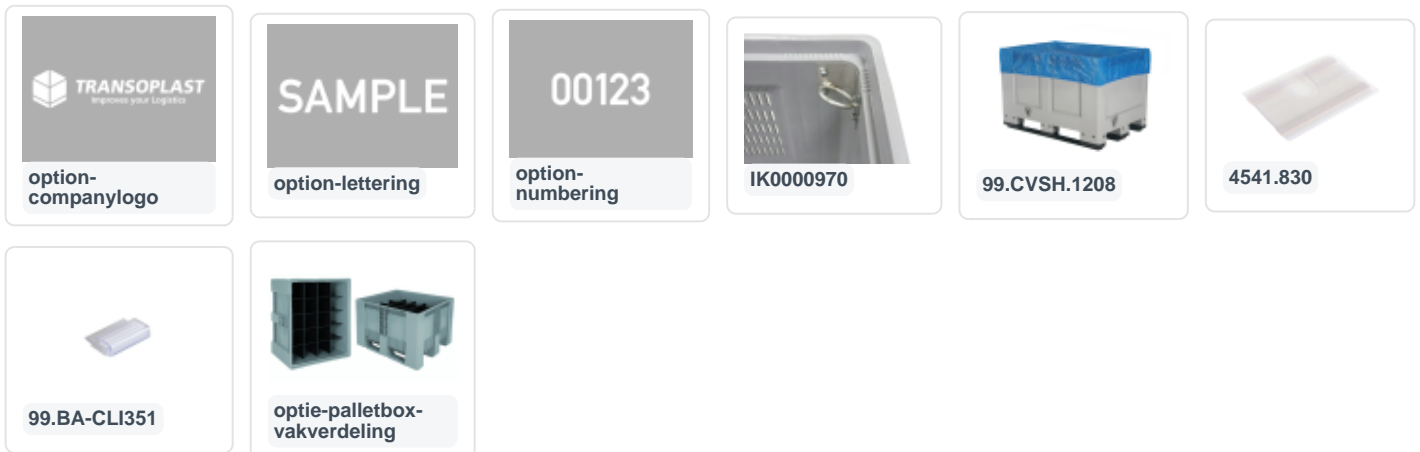 TRANSOPLAST
Improves your Logistics
option-
companylogo
SAMPLE
option-lettering
00123
option-
numbering
IK0000970
99.CVSH.1208
4541.830
99.BA-CLI351
optie-palletbox-
vakverdeling